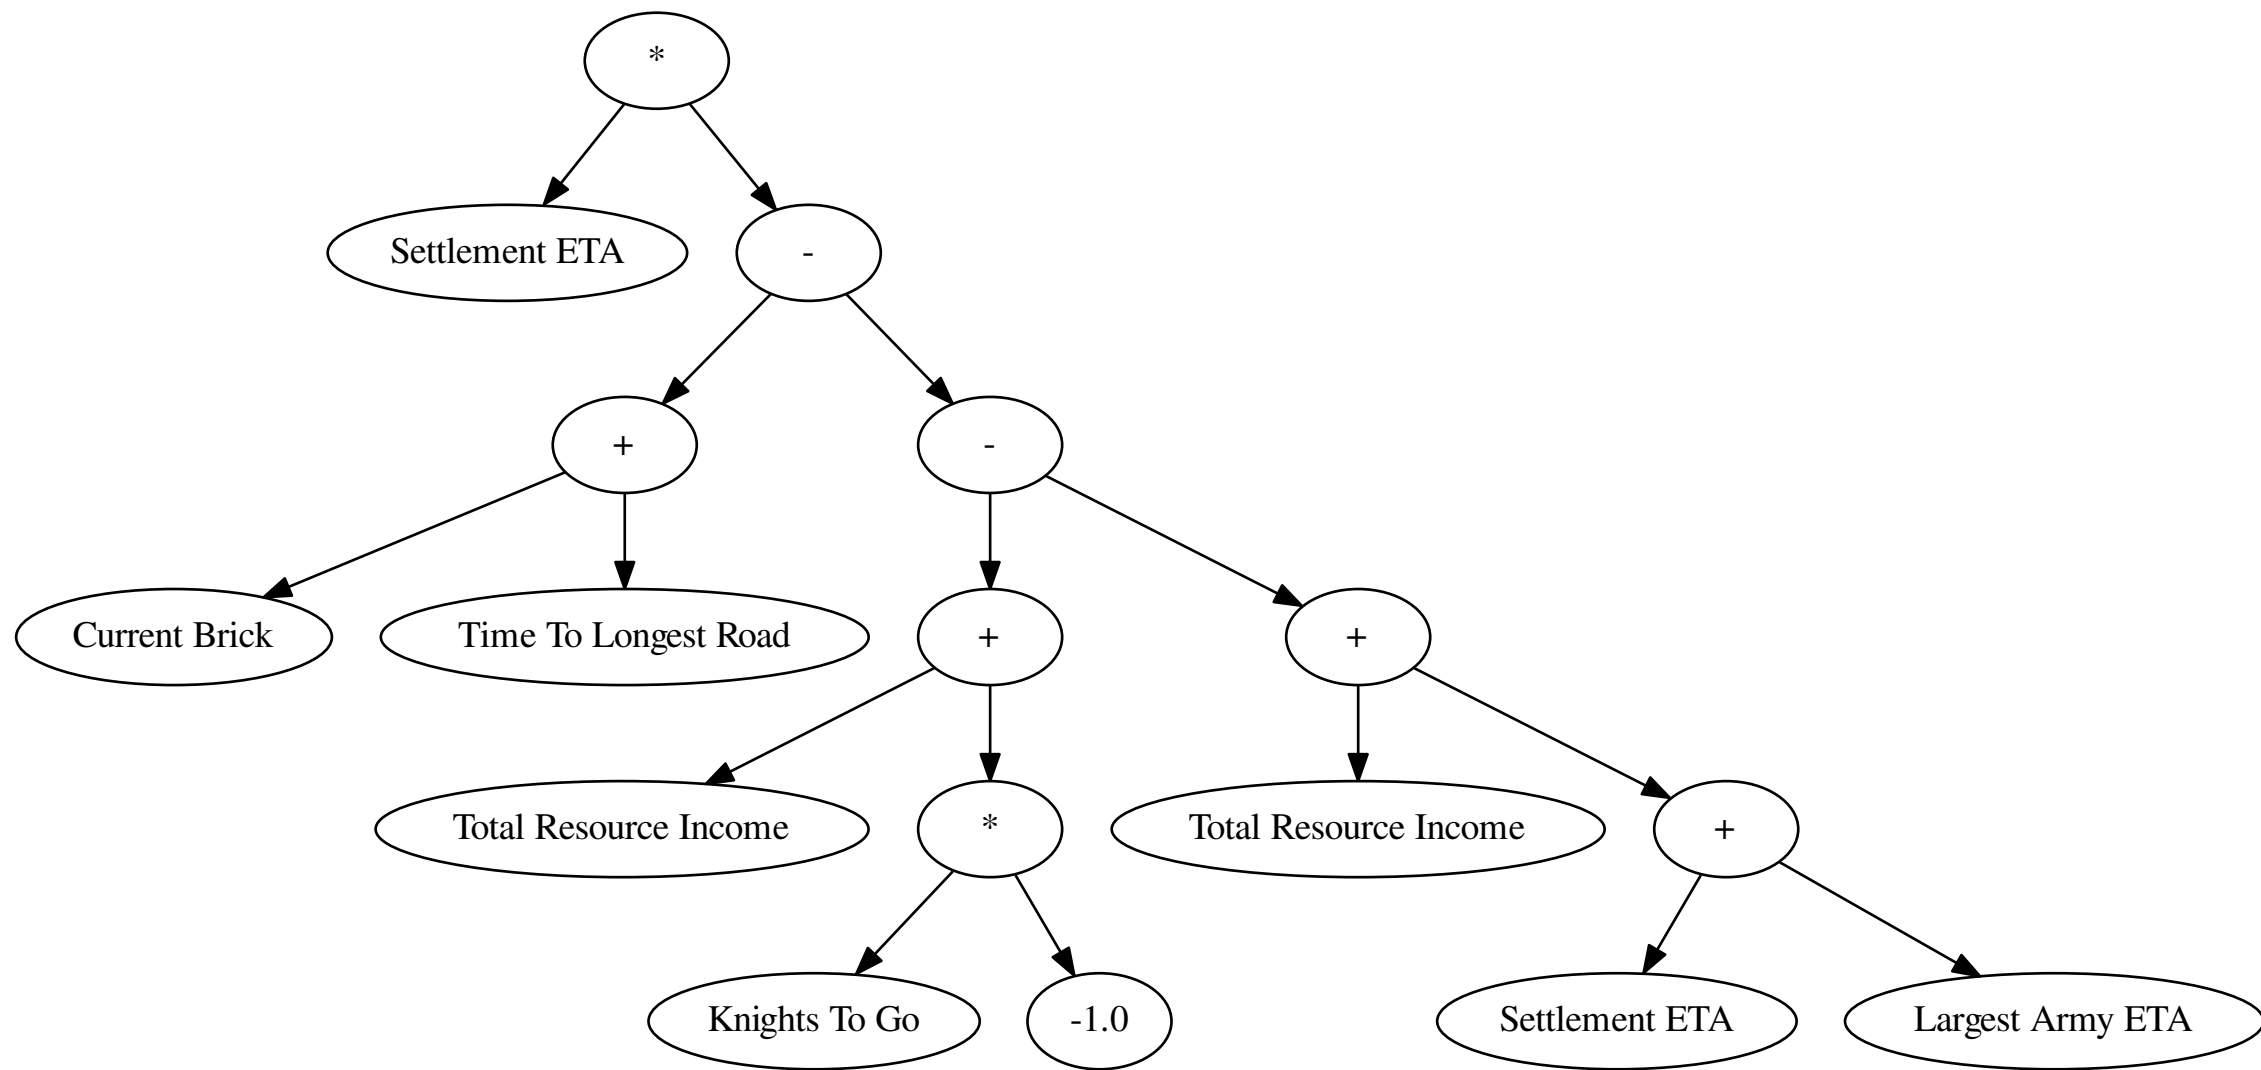 *
Settlement ETA
-
+
-
Current Brick
Time To Longest Road
+
+
Total Resource Income
*
Total Resource Income
+
Knights To Go
-1.0
Settlement ETA
Largest Army ETA